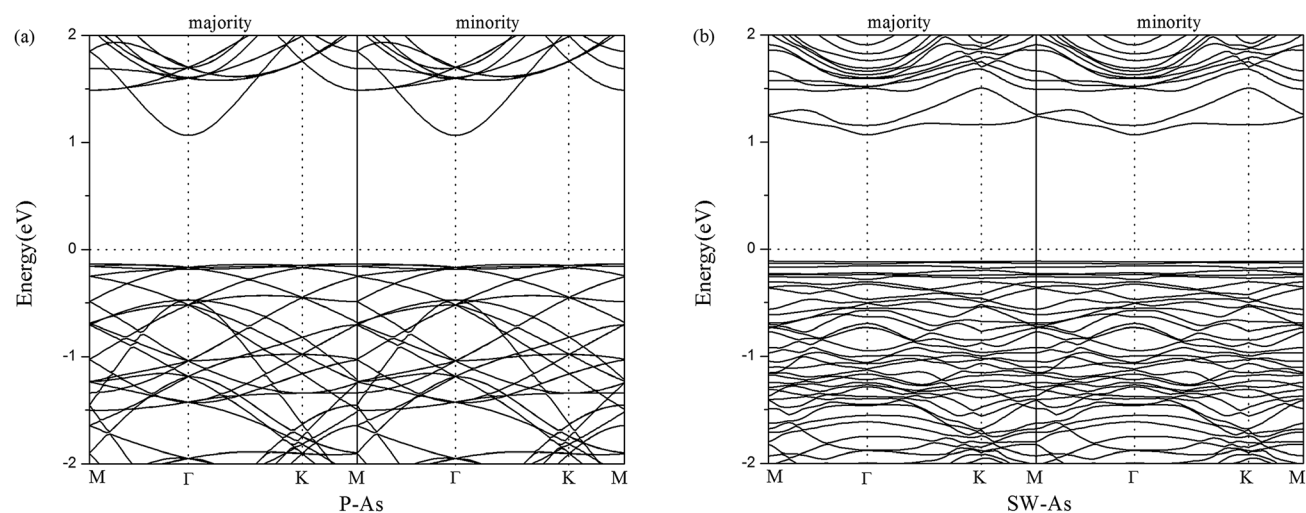 (a)
majority
minority
Energy(eV)
2
1
0
-1
-2
M
Γ
K
M
Γ
K
M
P-As
(b)
majority
minority
Energy(eV)
2
1
0
-1
-2
M
Γ
K
M
Γ
K
M
SW-As